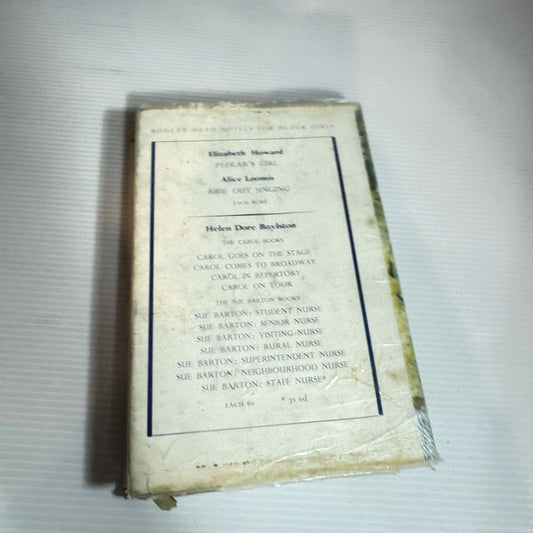 BODLEY HEAD NOVELS FOR OLDER GIRLS
Elizabeth Howard
PEDLAR'S GIRL
Alice Loomis
RIDE OUT SINGING
EACH
Helen Dore Boylston
THE CAROL BOOKS
CAROL GOES ON THE STAGE
CAROL COMES TO BROADWAY
CAROL IN REPERTORY
CAROL ON TOUR
THE SUE BARTON BOOKS
SUE BARTON: STUDENT NURSE
SUE BARTON: SENIOR NURSE
SUE BARTON: VISITING NURSE
SUE BARTON: RURAL NURSE
SUE BARTON: SUPERINTENDENT NURSE
SUE BARTON: NEIGHBOURHOOD NURSE
SUE BARTON: STAFF NURSE*
EACH 6s * 7s 6d